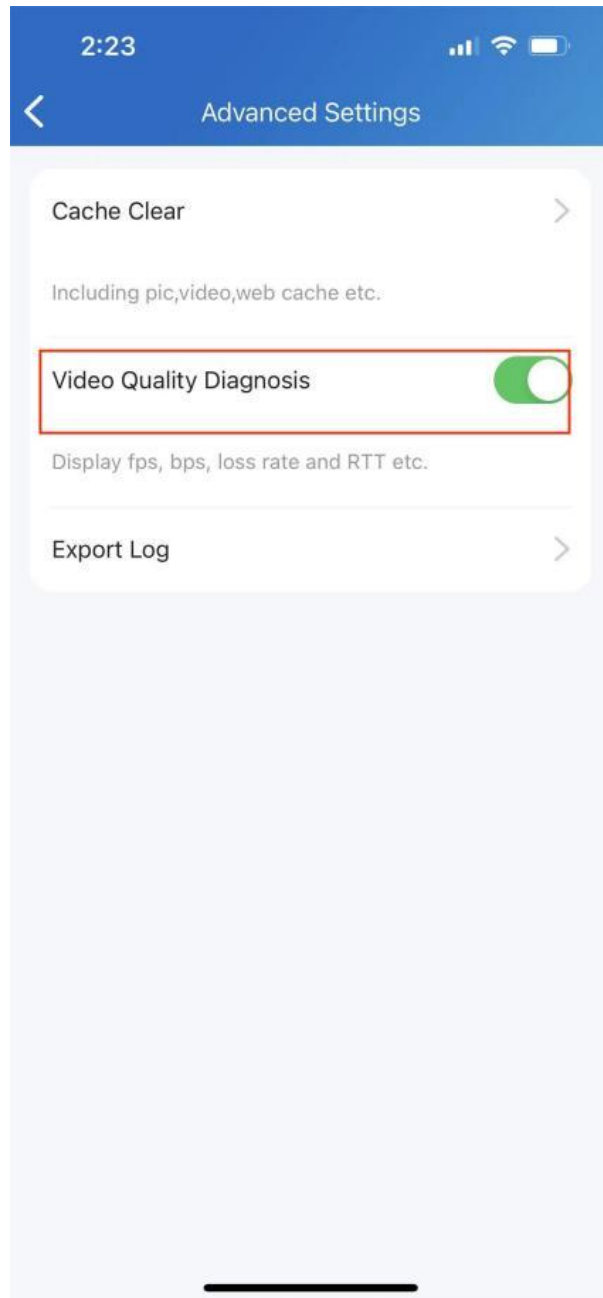 2:23
Advanced Settings
Cache Clear
Including pic,video,web cache etc.
Video Quality Diagnosis
Display fps, bps, loss rate and RTT etc.
Export Log